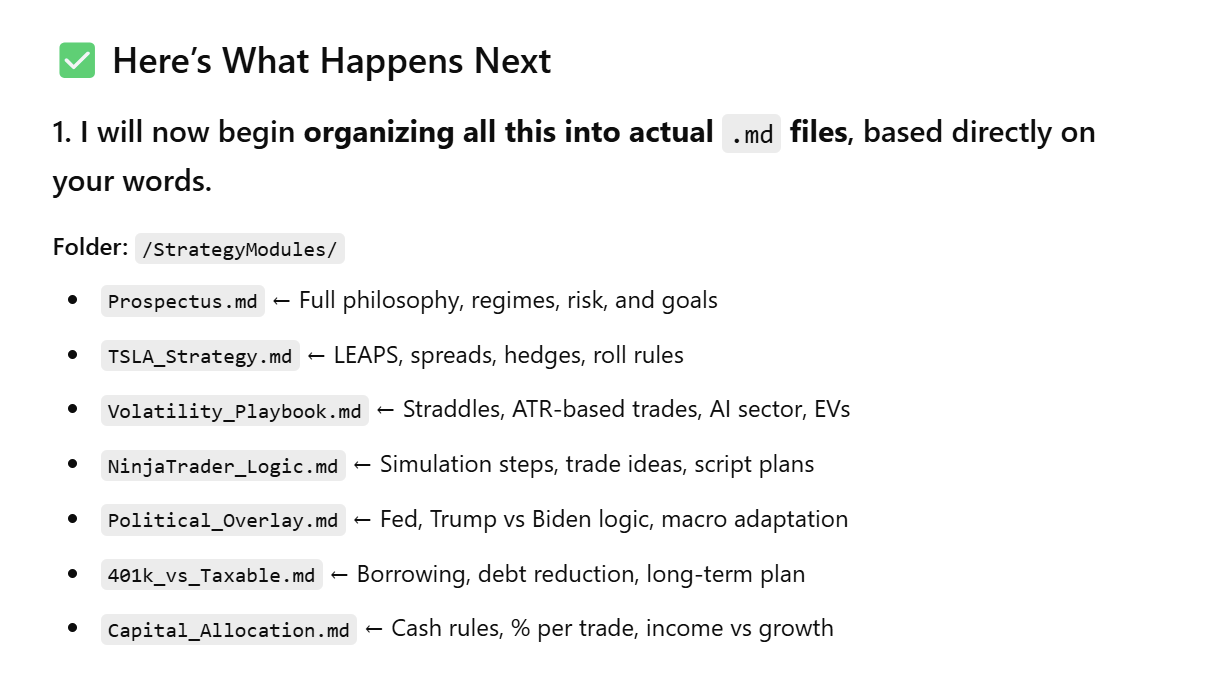 ✅ Here’s What Happens Next
1. I will now begin organizing all this into actual .md files, based directly on
your words.
Folder: /StrategyModules/
• Prospectus.md ← Full philosophy, regimes, risk, and goals
• TSLA_Strategy.md ← LEAPS, spreads, hedges, roll rules
• Volatility_Playbook.md ← Straddles, ATR-based trades, AI sector, EVs
• NinjaTrader_Logic.md ← Simulation steps, trade ideas, script plans
• Political_Overlay.md ← Fed, Trump vs Biden logic, macro adaptation
• 401k_vs_Taxable.md ← Borrowing, debt reduction, long-term plan
• Capital_Allocation.md ← Cash rules, % per trade, income vs growth